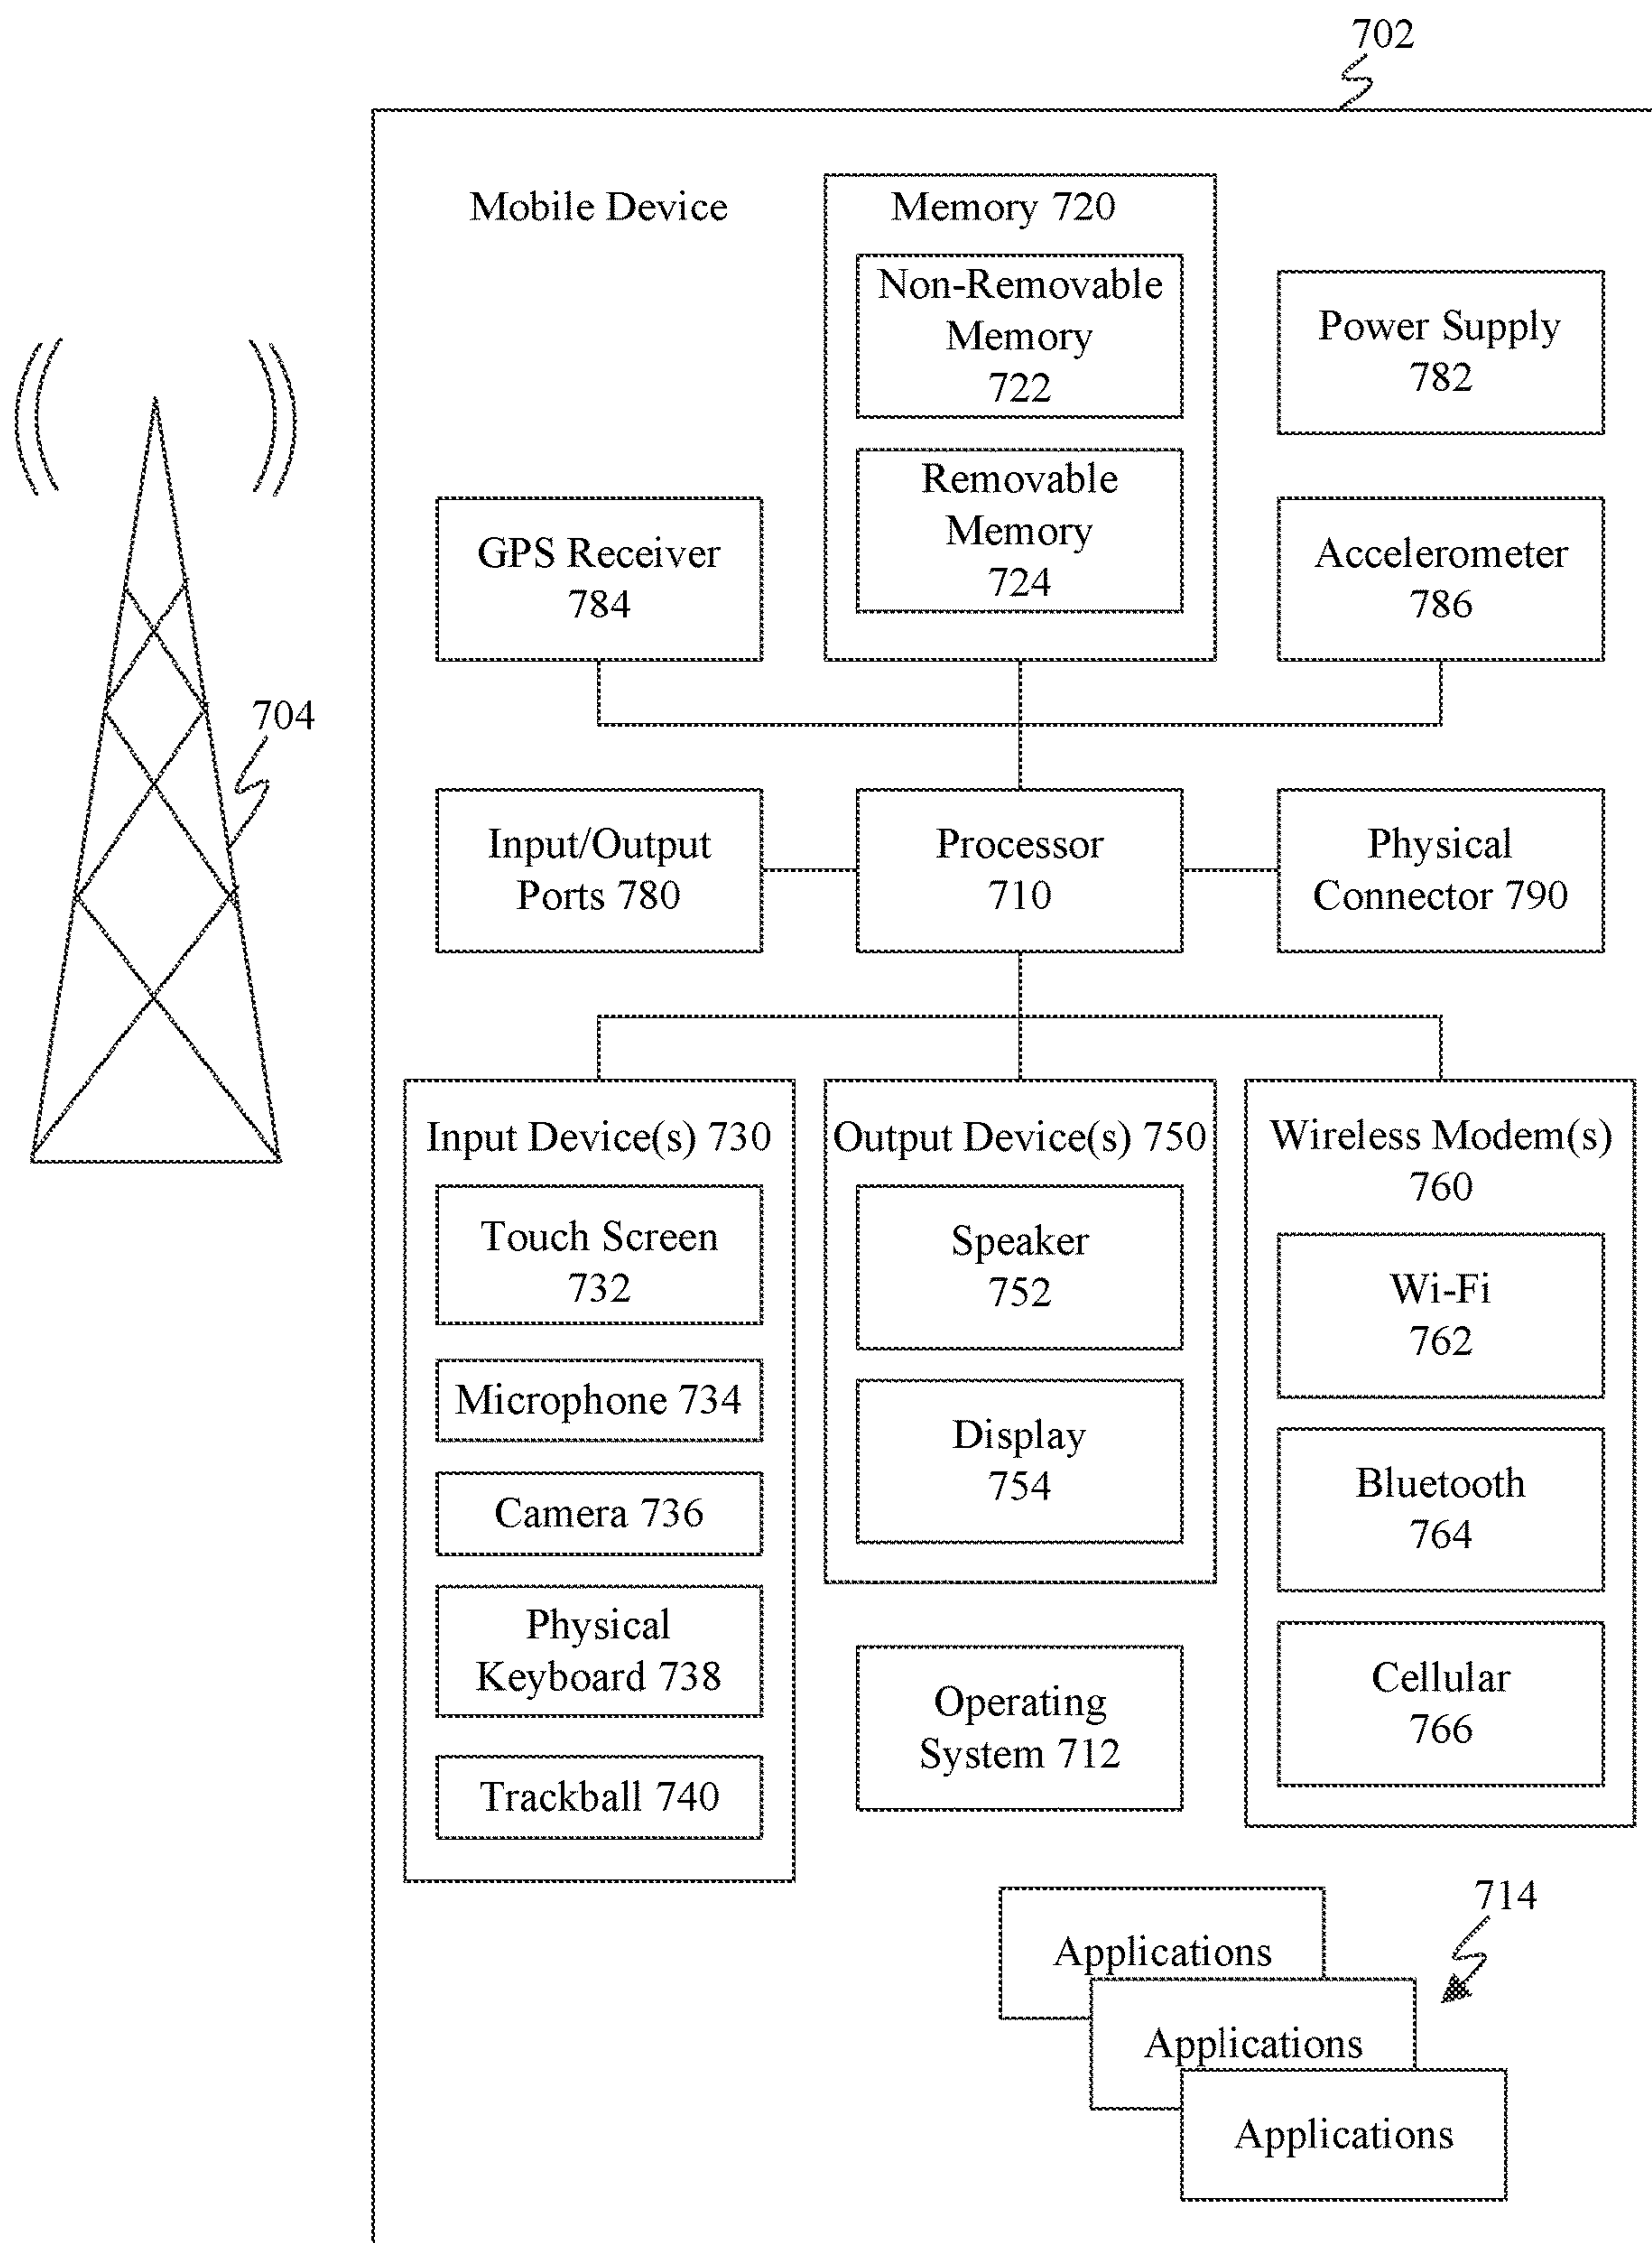 702
Mobile Device
Memory 720
Non-Removable
Memory
722
Power Supply
782
Removable
Memory
724
GPS Receiver
784
Accelerometer
786
704
Input/Output
Ports 780
Processor
710
Physical
Connector 790
Input Device(s) 730
Touch Screen
732
Microphone 734
Camera 736
Physical
Keyboard 738
Trackball 740
Output Device(s) 750
Speaker
752
Display
754
Operating
System 712
Wireless Modem(s)
760
Wi-Fi
762
Bluetooth
764
Cellular
766
714
Applications
Applications
Applications